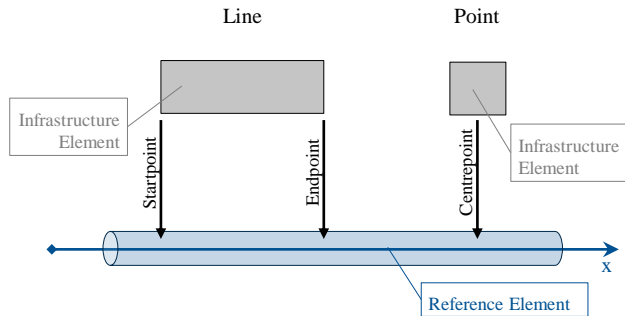 Line
Point
Infrastructure
Element
Infrastructure
Element
Startpoint
Endpoint
Centrepoint
x
Reference Element